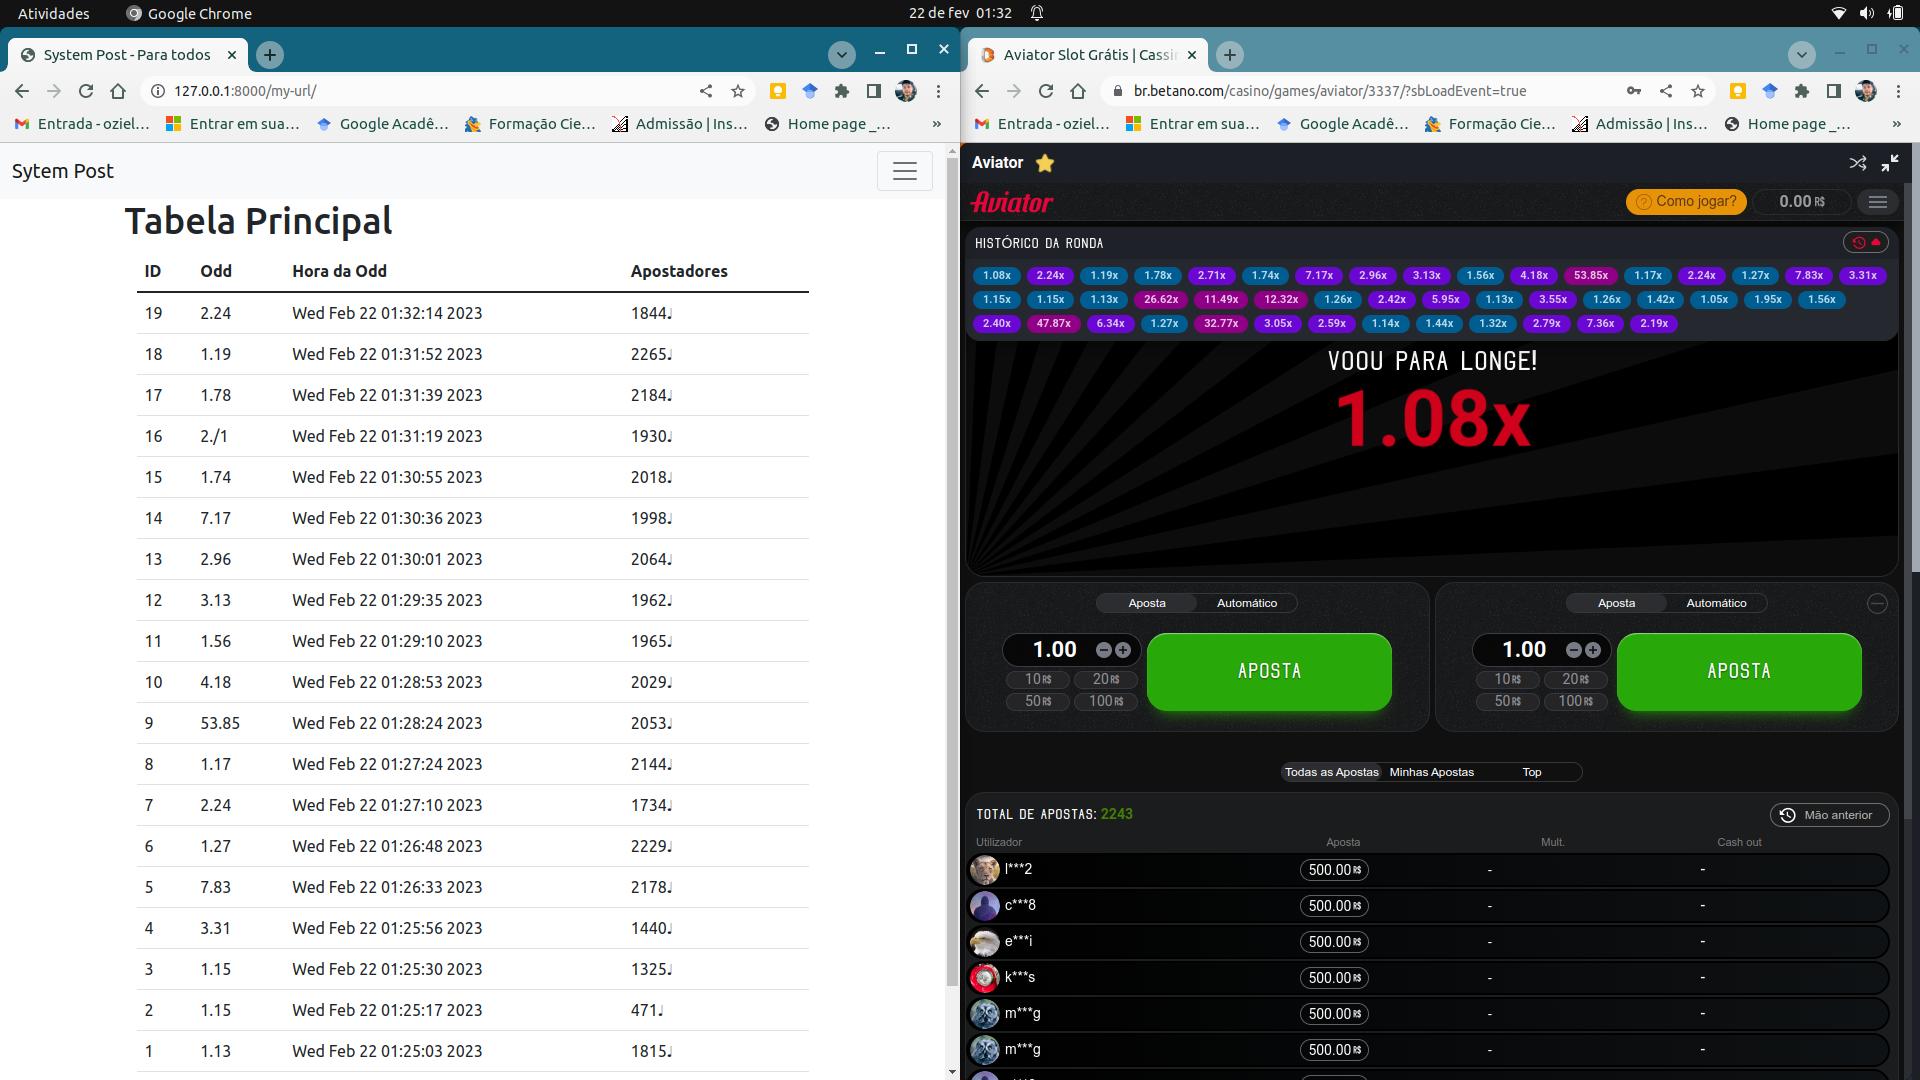 Atividades
Google Chrome
22 de fev 01:32
Sytem Post - Para todos
127.0.0.1:8000/my-url/
Entrada - oziel...
Entrar em sua...
Google Acadê...
Formação Cie...
Admissão | Ins...
Home page _...
»
Sytem Post
Tabela Principal
ID Odd Hora da Odd Apostadores
19 2.24 Wed Feb 22 01:32:14 2023 1844♩
18 1.19 Wed Feb 22 01:31:52 2023 2265♩
17 1.78 Wed Feb 22 01:31:39 2023 2184♩
16 2./1 Wed Feb 22 01:31:19 2023 1930♩
15 1.74 Wed Feb 22 01:30:55 2023 2018♩
14 7.17 Wed Feb 22 01:30:36 2023 1998♩
13 2.96 Wed Feb 22 01:30:01 2023 2064♩
12 3.13 Wed Feb 22 01:29:35 2023 1962♩
11 1.56 Wed Feb 22 01:29:10 2023 1965♩
10 4.18 Wed Feb 22 01:28:53 2023 2029♩
9 53.85 Wed Feb 22 01:28:24 2023 2053♩
8 1.17 Wed Feb 22 01:27:24 2023 2144♩
7 2.24 Wed Feb 22 01:27:10 2023 1734♩
6 1.27 Wed Feb 22 01:26:48 2023 2229♩
5 7.83 Wed Feb 22 01:26:33 2023 2178♩
4 3.31 Wed Feb 22 01:25:56 2023 1440♩
3 1.15 Wed Feb 22 01:25:30 2023 1325♩
2 1.15 Wed Feb 22 01:25:17 2023 471♩
1 1.13 Wed Feb 22 01:25:03 2023 1815♩
Aviator Slot Grátis | Cassi
br.betano.com/casino/games/aviator/3337/?sbLoadEvent=true
Entrada - oziel...
Entrar em sua...
Google Acadê...
Formação Cie...
Admissão | Ins...
Home page _...
»
Aviator
Aviator
? Como jogar?
0.00 R$
HISTÓRICO DA RONDA
1.08x 2.24x 1.19x 1.78x 2.71x 1.74x 7.17x 2.96x 3.13x 1.56x 4.18x 53.85x 1.17x 2.24x 1.27x 7.83x 3.31x
1.15x 1.15x 1.13x 26.62x 11.49x 12.32x 1.26x 2.42x 5.95x 1.13x 3.55x 1.26x 1.42x 1.05x 1.95x 1.56x
2.40x 47.87x 6.34x 1.27x 32.77x 3.05x 2.59x 1.14x 1.44x 1.32x 2.79x 7.36x 2.19x
VOOU PARA LONGE!
1.08x
Aposta Automático
1.00
10R$ 20R$
50R$ 100R$
APOSTA
Aposta Automático
1.00
10R$ 20R$
50R$ 100R$
APOSTA
Todas as Apostas Minhas Apostas Top
TOTAL DE APOSTAS: 2243
Mão anterior
Utilizador Aposta Mult. Cash out
l***2 500.00R$ - -
c***8 500.00R$ - -
e***i 500.00R$ - -
k***s 500.00R$ - -
m***g 500.00R$ - -
m***g 500.00R$ - -